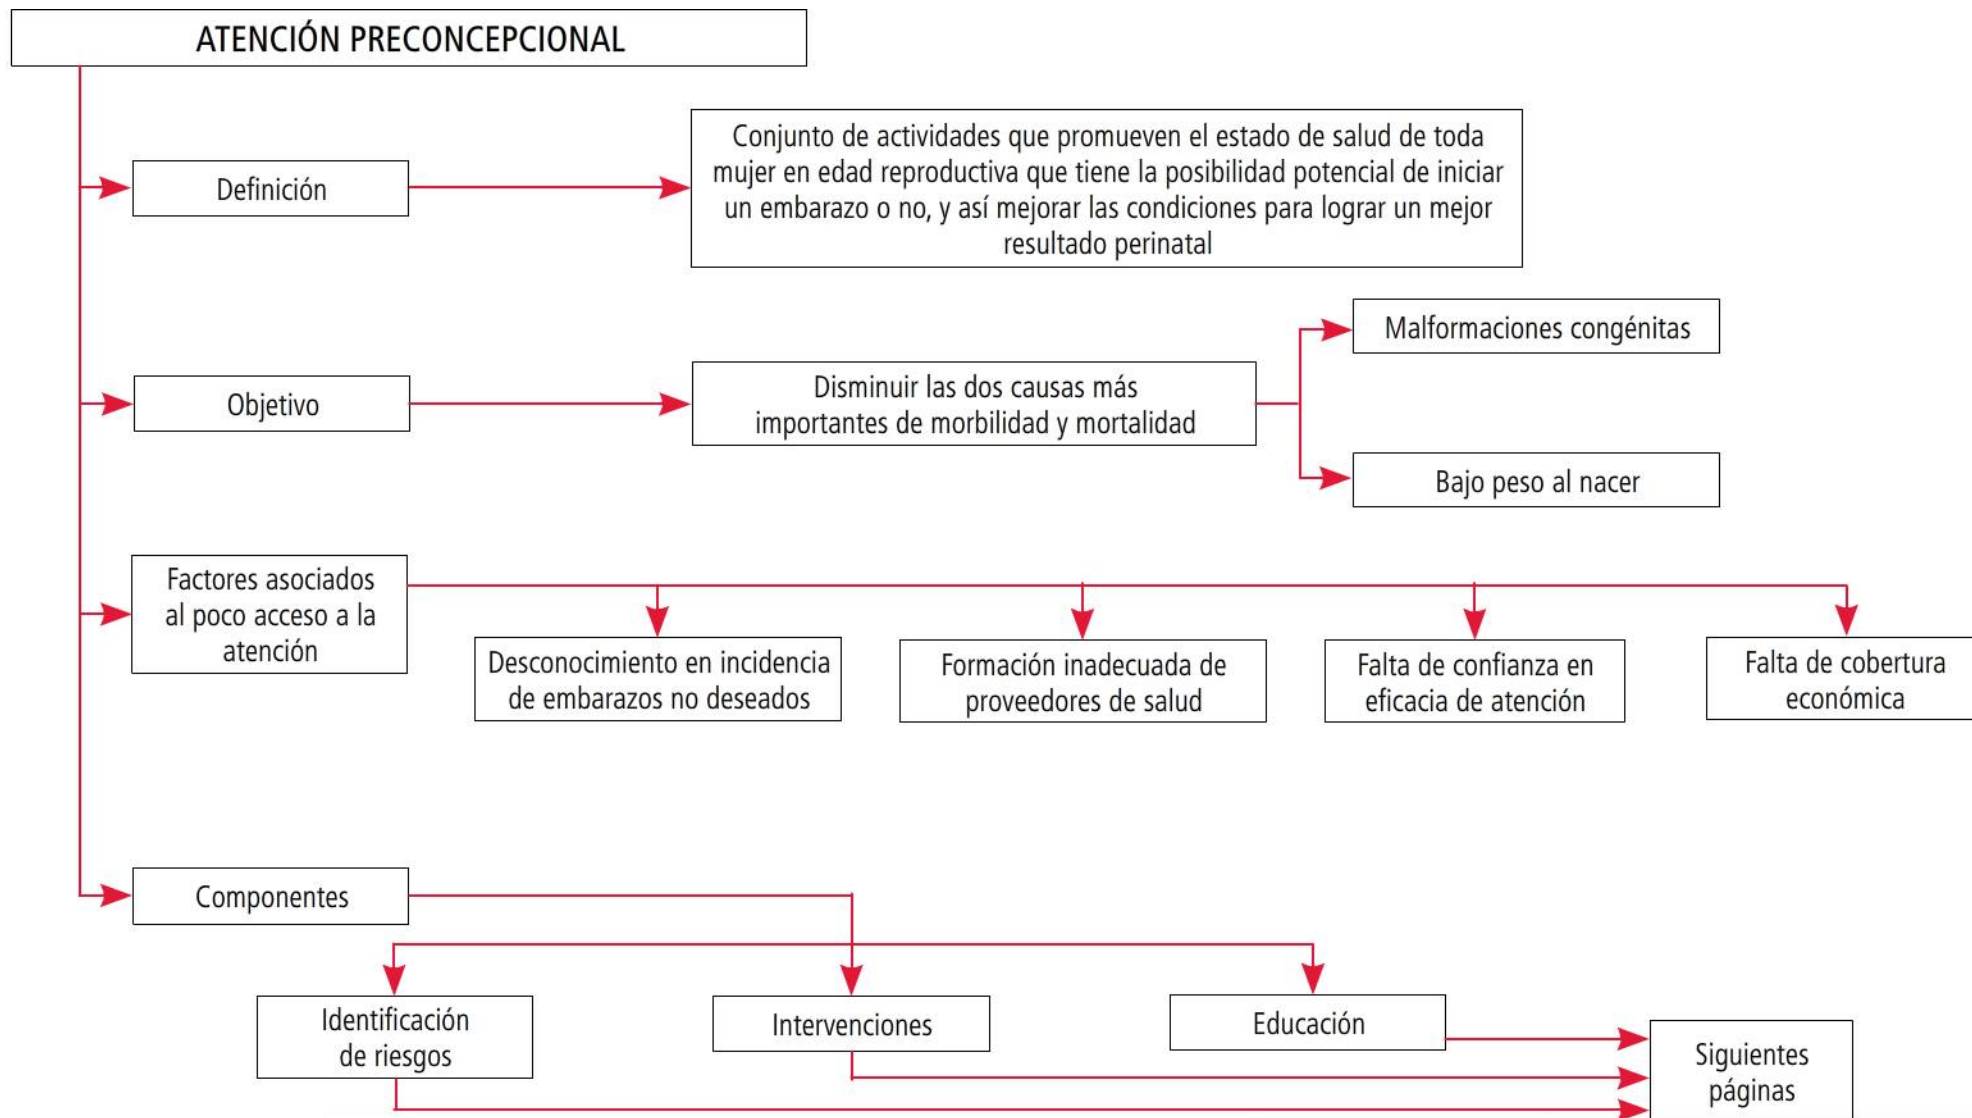 ATENCIÓN PRECONCEPCIONAL
Definición
Conjunto de actividades que promueven el estado de salud de toda
mujer en edad reproductiva que tiene la posibilidad potencial de iniciar
un embarazo o no, y así mejorar las condiciones para lograr un mejor
resultado perinatal
Objetivo
Disminuir las dos causas más
importantes de morbilidad y mortalidad
Malformaciones congénitas
Bajo peso al nacer
Factores asociados
al poco acceso a la
atención
Desconocimiento en incidencia
de embarazos no deseados
Formación inadecuada de
proveedores de salud
Falta de confianza en
eficacia de atención
Falta de cobertura
económica
Componentes
Identificación
de riesgos
Intervenciones
Educación
Siguientes
páginas